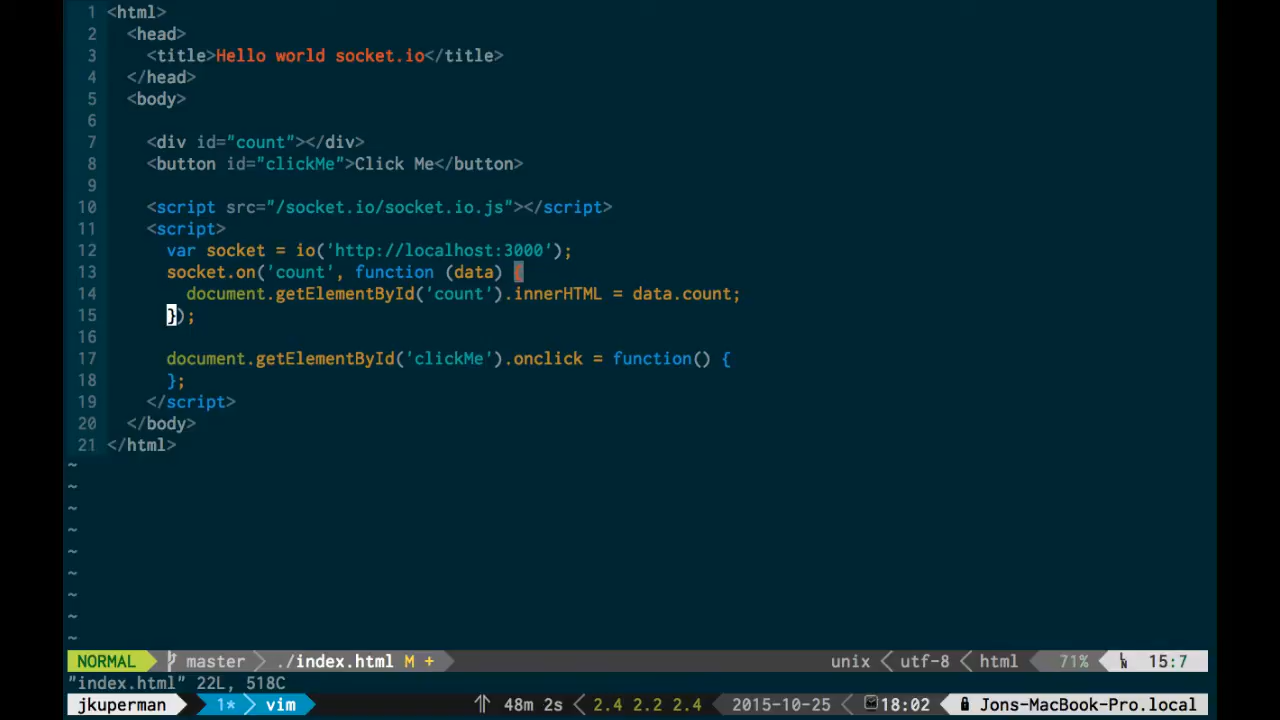 1 <html>
2 <head>
3 <title>Hello world socket.io</title>
4 </head>
5 <body>
6
7 <div id="count"></div>
8 <button id="clickMe">Click Me</button>
9
10 <script src="/socket.io/socket.io.js"></script>
11 <script>
12 var socket = io('http://localhost:3000');
13 socket.on('count', function (data) {
14 document.getElementById('count').innerHTML = data.count;
15 });
16
17 document.getElementById('clickMe').onclick = function() {
18 };
19 </script>
20 </body>
21 </html>
~
~
~
~
~
~
~
~
~
NORMAL master ./index.html M + unix utf-8 html 71% 15:7
"index.html" 22L, 518C
jkuperman 1* vim 48m 2s 2.4 2.2 2.4 2015-10-25 18:02 Jons-MacBook-Pro.local